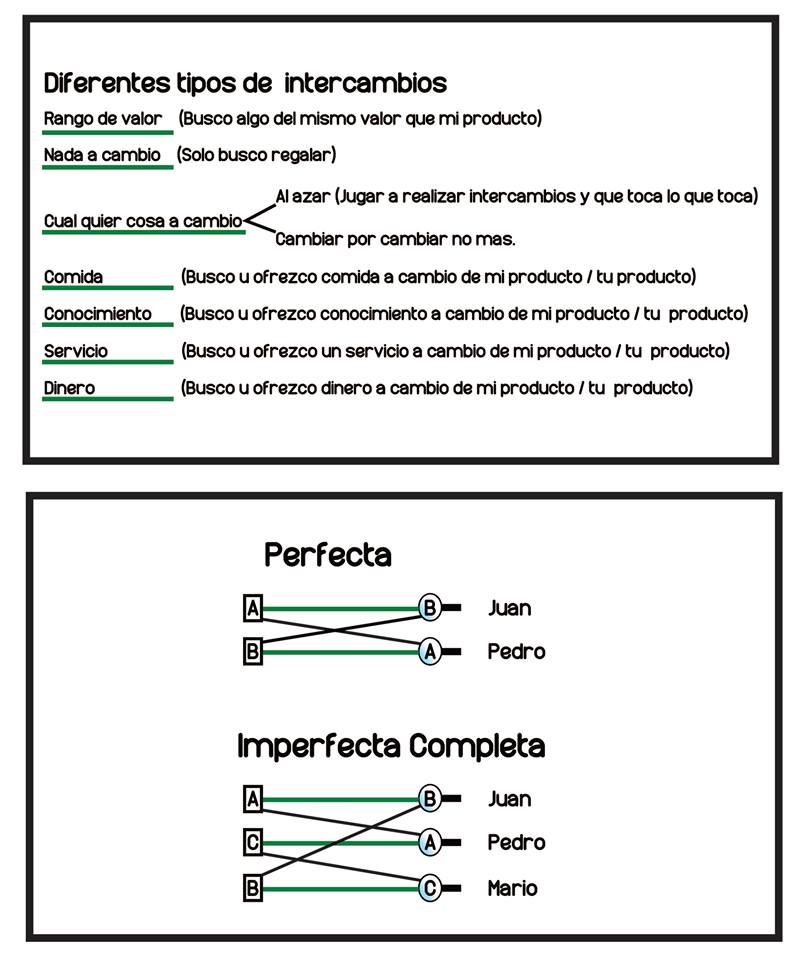 Diferentes tipos de intercambios
Rango de valor (Busco algo del mismo valor que mi producto)
Nada a cambio (Solo busco regalar)
Al azar (Jugar a realizar intercambios y que toca lo que toca)
Cual quier cosa a cambio
Cambiar por cambiar no mas.
Comida (Busco u ofrezco comida a cambio de mi producto / tu producto)
Conocimiento (Busco u ofrezco conocimiento a cambio de mi producto / tu producto)
Servicio (Busco u ofrezco un servicio a cambio de mi producto / tu producto)
Dinero (Busco u ofrezco dinero a cambio de mi producto / tu producto)
Perfecta
A B Juan
B A Pedro
Imperfecta Completa
A B Juan
C A Pedro
B C Mario